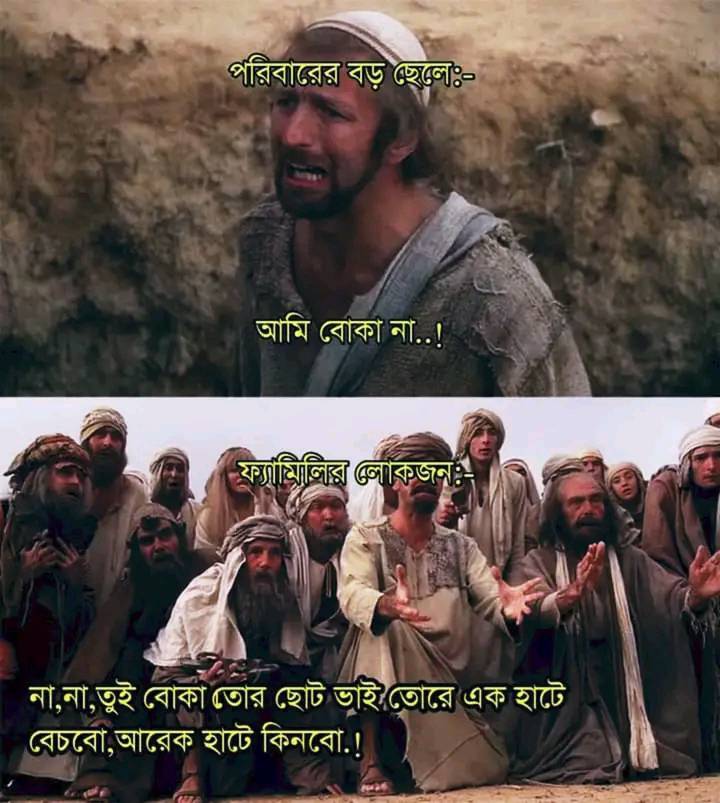 পরিবারের বড় ছেলে:-
আমি বোকা না..!
ফ্যামিলির লোকজন:-
না,না,তুই বোকা তোর ছোট ভাই,তোরে এক হাটে
বেচবো,আরেক হাটে কিনবো.!